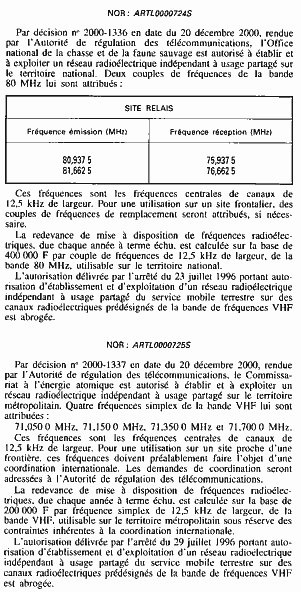 NOR : ARTL0000724S
Par décision nº 2000-1336 en date du 20 décembre 2000, rendue
par l'Autorité de régulation des télécommunications, l'Office
national de la chasse et de la faune sauvage est autorisé à établir et
à exploiter un réseau radioélectrique indépendant à usage partagé sur
le territoire national. Deux couples de fréquences de la bande
80 MHz lui sont attribués :
SITE RELAIS
Fréquence émission (MHz) Fréquence réception (MHz)
80,937 5 75,937 5
81,662 5 76,662 5
Ces fréquences sont les fréquences centrales de canaux de
12,5 kHz de largeur. Pour une utilisation sur un site frontalier, des
couples de fréquences de remplacement seront attribués, si néces-
saire.
La redevance de mise à disposition de fréquences radioélec-
triques, due chaque année à terme échu, est calculée sur la base de
400 000 F par couple de fréquences de 12,5 kHz de largeur, de la
bande 80 MHz, utilisable sur le territoire national.
L'autorisation délivrée par l'arrêté du 23 juillet 1996 portant auto-
risation d'établissement et d'exploitation d'un réseau radioélectrique
indépendant à usage partagé du service mobile terrestre sur des
canaux radioélectriques prédésignés de la bande de fréquences VHF
est abrogée.
NOR : ARTL0000725S
Par décision nº 2000-1337 en date du 20 décembre 2000, rendue
par l'Autorité de régulation des télécommunications, le Commissa-
riat à l'énergie atomique est autorisé à établir et à exploiter un
réseau radioélectrique indépendant à usage partagé sur le territoire
métropolitain. Quatre fréquences simplex de la bande VHF lui sont
attribuées :
71,050 0 MHz, 71,150 0 MHz, 71,350 0 MHz et 71,700 0 MHz.
Ces fréquences sont les fréquences centrales de canaux de
12,5 kHz de largeur. Pour une utilisation sur un site proche d'une
frontière, ces fréquences doivent préalablement faire l'objet d'une
coordination internationale. Les demandes de coordination seront
adressées à l'Autorité de régulation des télécommunications.
La redevance de mise à disposition de fréquences radioélec-
triques, due chaque année à terme échu, est calculée sur la base de
200 000 F par fréquence simplex de 12,5 kHz de largeur, de la
bande VHF, utilisable sur le territoire métropolitain sous réserve des
contraintes inhérentes à la coordination internationale.
L'autorisation délivrée par l'arrêté du 29 juillet 1996 portant auto-
risation d'établissement et d'exploitation d'un réseau radioélectrique
indépendant à usage partagé du service mobile terrestre sur des
canaux radioélectriques prédésignés de la bande de fréquences VHF
est abrogée.